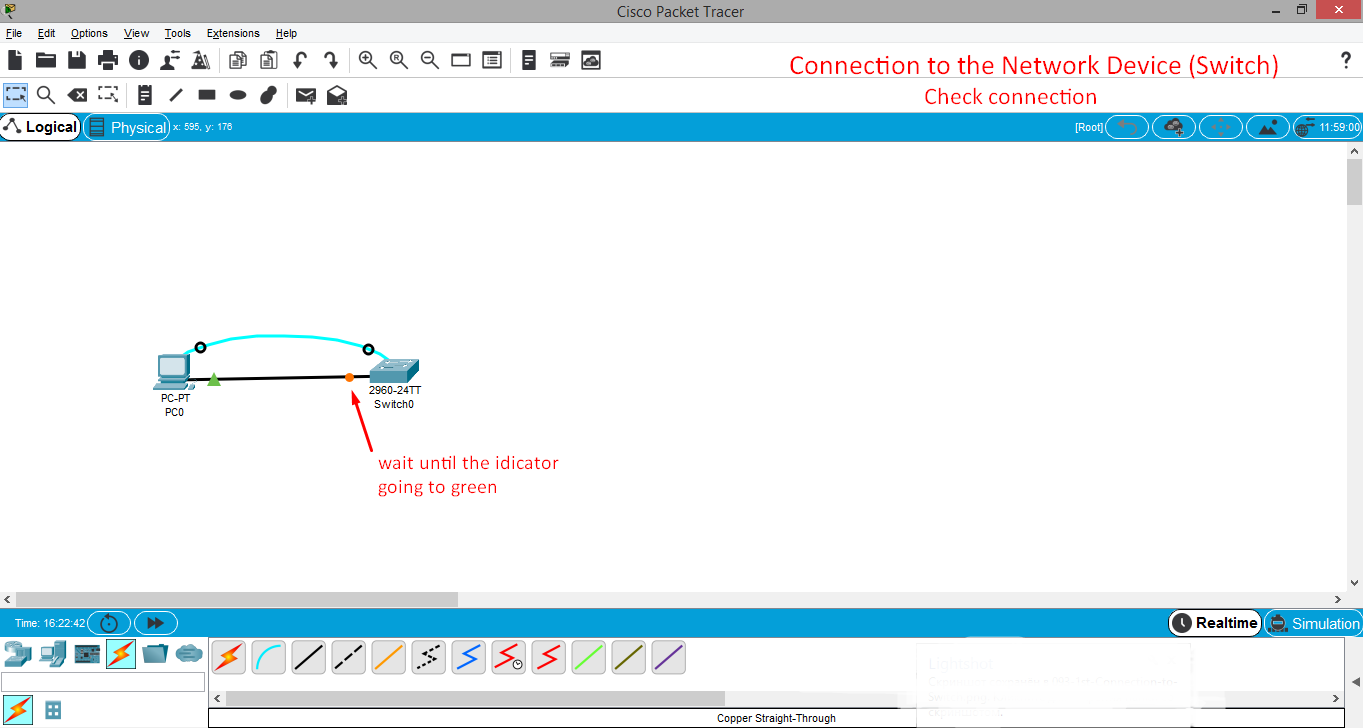 Cisco Packet Tracer
File Edit Options View Tools Extensions Help
Connection to the Network Device (Switch)
?
Check connection
Logical Physical x: 595, y: 176 [Root] 11:59:00
PC-PT
PC0
2960-24TT
Switch0
wait until the idicator
going to green
Time: 16:22:42 Realtime Simulation
Lightshot
Copper Straight-Through